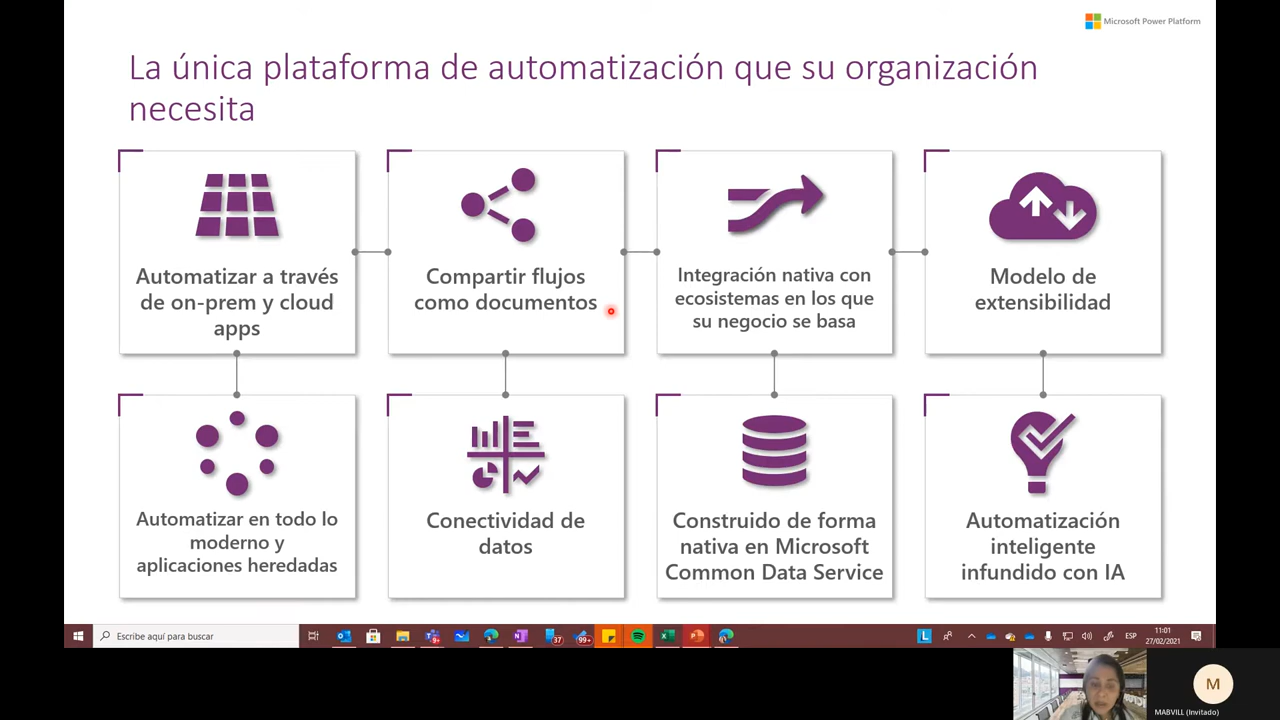 Microsoft Power Platform
La única plataforma de automatización que su organización
necesita
Automatizar a través
de on-prem y cloud
apps
Compartir flujos
como documentos
Integración nativa con
ecosistemas en los que
su negocio se basa
Modelo de
extensibilidad
Automatizar en todo lo
moderno y
aplicaciones heredadas
Conectividad de
datos
Construido de forma
nativa en Microsoft
Common Data Service
Automatización
inteligente
infundido con IA
Escribe aquí para buscar
37
99+
L
ESP
11:01
27/02/2021
M
MABVILL (Invitado)